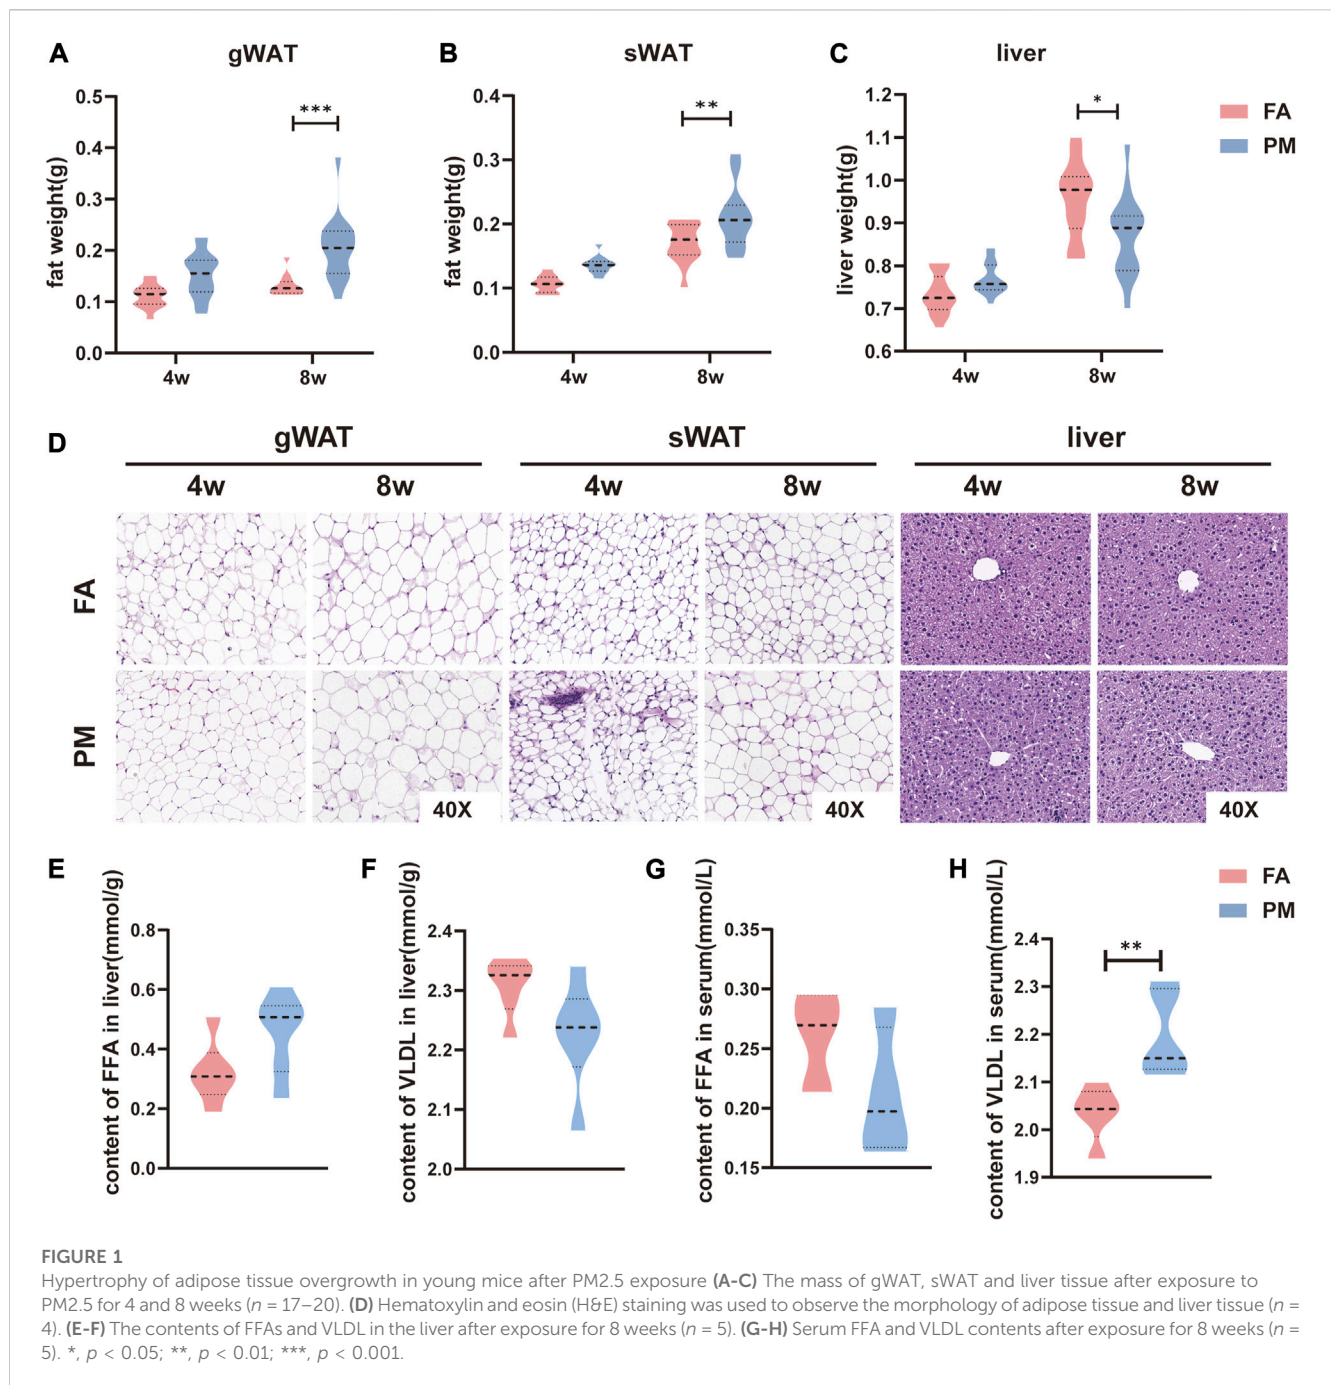 A
gWAT
fat weight(g)
0.5
0.4
0.3
0.2
0.1
0.0
***
4w
8w
B
sWAT
fat weight(g)
0.4
0.3
0.2
0.1
0.0
**
4w
8w
C
liver
liver weight(g)
1.2
1.1
1.0
0.9
0.8
0.7
0.6
*
4w
8w
FA
PM
D
gWAT
sWAT
liver
4w
8w
4w
8w
4w
8w
FA
PM
40X
40X
40X
E
content of FFA in liver(mmol/g)
0.8
0.6
0.4
0.2
0.0
F
content of VLDL in liver(mmol/g)
2.4
2.3
2.2
2.1
2.0
G
content of FFA in serum(mmol/L)
0.35
0.30
0.25
0.20
0.15
H
content of VLDL in serum(mmol/L)
2.4
2.3
2.2
2.1
2.0
1.9
**
FA
PM
FIGURE 1
Hypertrophy of adipose tissue overgrowth in young mice after PM2.5 exposure (A-C) The mass of gWAT, sWAT and liver tissue after exposure to
PM2.5 for 4 and 8 weeks (n = 17–20). (D) Hematoxylin and eosin (H&E) staining was used to observe the morphology of adipose tissue and liver tissue (n =
4). (E-F) The contents of FFAs and VLDL in the liver after exposure for 8 weeks (n = 5). (G-H) Serum FFA and VLDL contents after exposure for 8 weeks (n =
5). *, p < 0.05; **, p < 0.01; ***, p < 0.001.